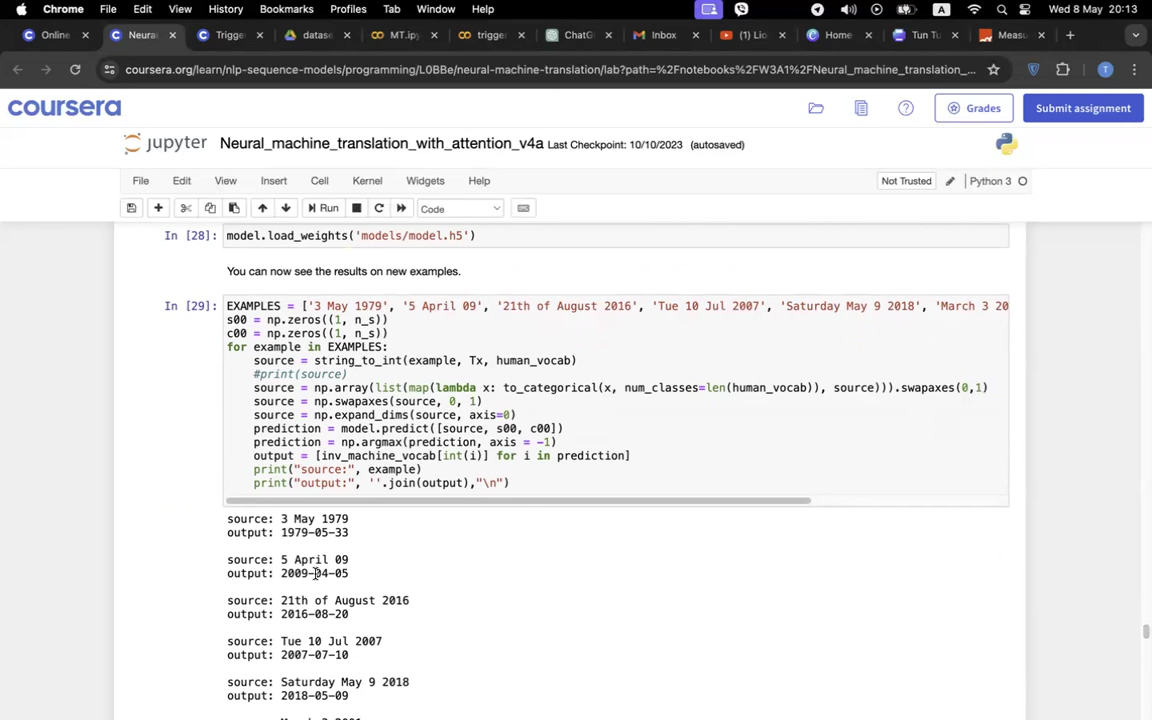 Chrome File Edit View History Bookmarks Profiles Tab Window Help A Wed 8 May 20:13
Online Neura Trigge datase MT.ipy trigger ChatG Inbox (1) Lio Home Tun Tu Measu
coursera.org/learn/nlp-sequence-models/programming/L0BBe/neural-machine-translation/lab?path=%2Fnotebooks%2FW3A1%2FNeural_machine_translation_... T
coursera Grades Submit assignment
jupyter Neural_machine_translation_with_attention_v4a Last Checkpoint: 10/10/2023 (autosaved)
File Edit View Insert Cell Kernel Widgets Help Not Trusted Python 3
Run Code
In [28]: model.load_weights('models/model.h5')
You can now see the results on new examples.
In [29]: EXAMPLES = ['3 May 1979', '5 April 09', '21th of August 2016', 'Tue 10 Jul 2007', 'Saturday May 9 2018', 'March 3 20
s00 = np.zeros((1, n_s))
c00 = np.zeros((1, n_s))
for example in EXAMPLES:
    source = string_to_int(example, Tx, human_vocab)
    #print(source)
    source = np.array(list(map(lambda x: to_categorical(x, num_classes=len(human_vocab)), source))).swapaxes(0,1)
    source = np.swapaxes(source, 0, 1)
    source = np.expand_dims(source, axis=0)
    prediction = model.predict([source, s00, c00])
    prediction = np.argmax(prediction, axis = -1)
    output = [inv_machine_vocab[int(i)] for i in prediction]
    print("source:", example)
    print("output:", ''.join(output),"\n")
source: 3 May 1979
output: 1979-05-33
source: 5 April 09
output: 2009-04-05
source: 21th of August 2016
output: 2016-08-20
source: Tue 10 Jul 2007
output: 2007-07-10
source: Saturday May 9 2018
output: 2018-05-09